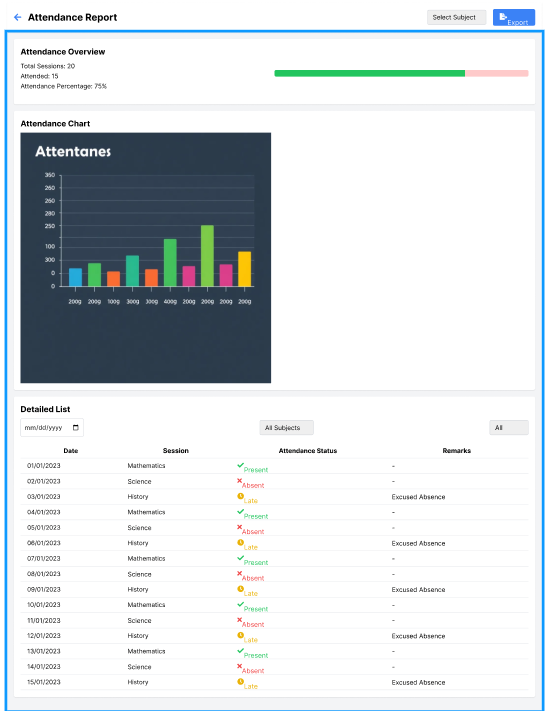 Attendance Report
Select Subject
Export
Attendance Overview
Total Sessions: 20
Attended: 15
Attendance Percentage: 75%
Attendance Chart
Attentanes
350
260
260
280
250
100
300
0
0
200g 200g 100g 300g 300g 400g 200g 200g 200g 200g
Detailed List
mm/dd/yyyy All Subjects All
Date Session Attendance Status Remarks
01/01/2023 Mathematics Present -
02/01/2023 Science Absent -
03/01/2023 History Late Excused Absence
04/01/2023 Mathematics Present -
05/01/2023 Science Absent -
06/01/2023 History Late Excused Absence
07/01/2023 Mathematics Present -
08/01/2023 Science Absent -
09/01/2023 History Late Excused Absence
10/01/2023 Mathematics Present -
11/01/2023 Science Absent -
12/01/2023 History Late Excused Absence
13/01/2023 Mathematics Present -
14/01/2023 Science Absent -
15/01/2023 History Late Excused Absence